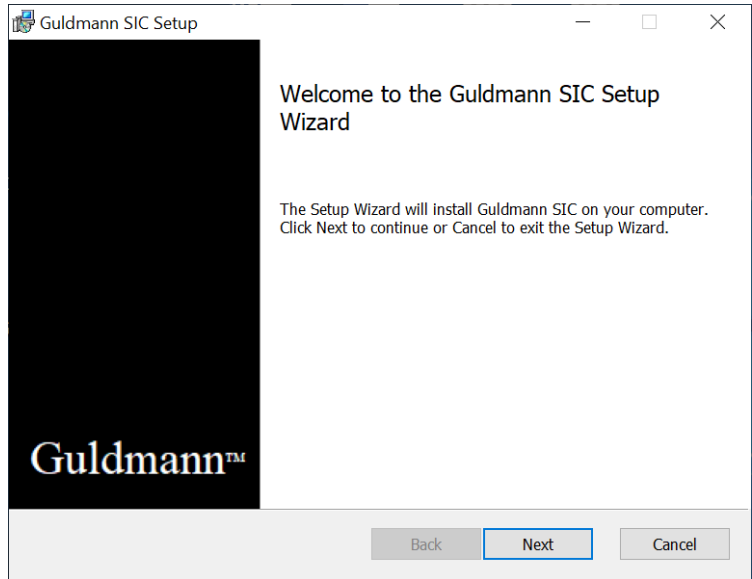 Guldmann SIC Setup
Welcome to the Guldmann SIC Setup
Wizard
The Setup Wizard will install Guldmann SIC on your computer.
Click Next to continue or Cancel to exit the Setup Wizard.
Guldmann™
Back
Next
Cancel